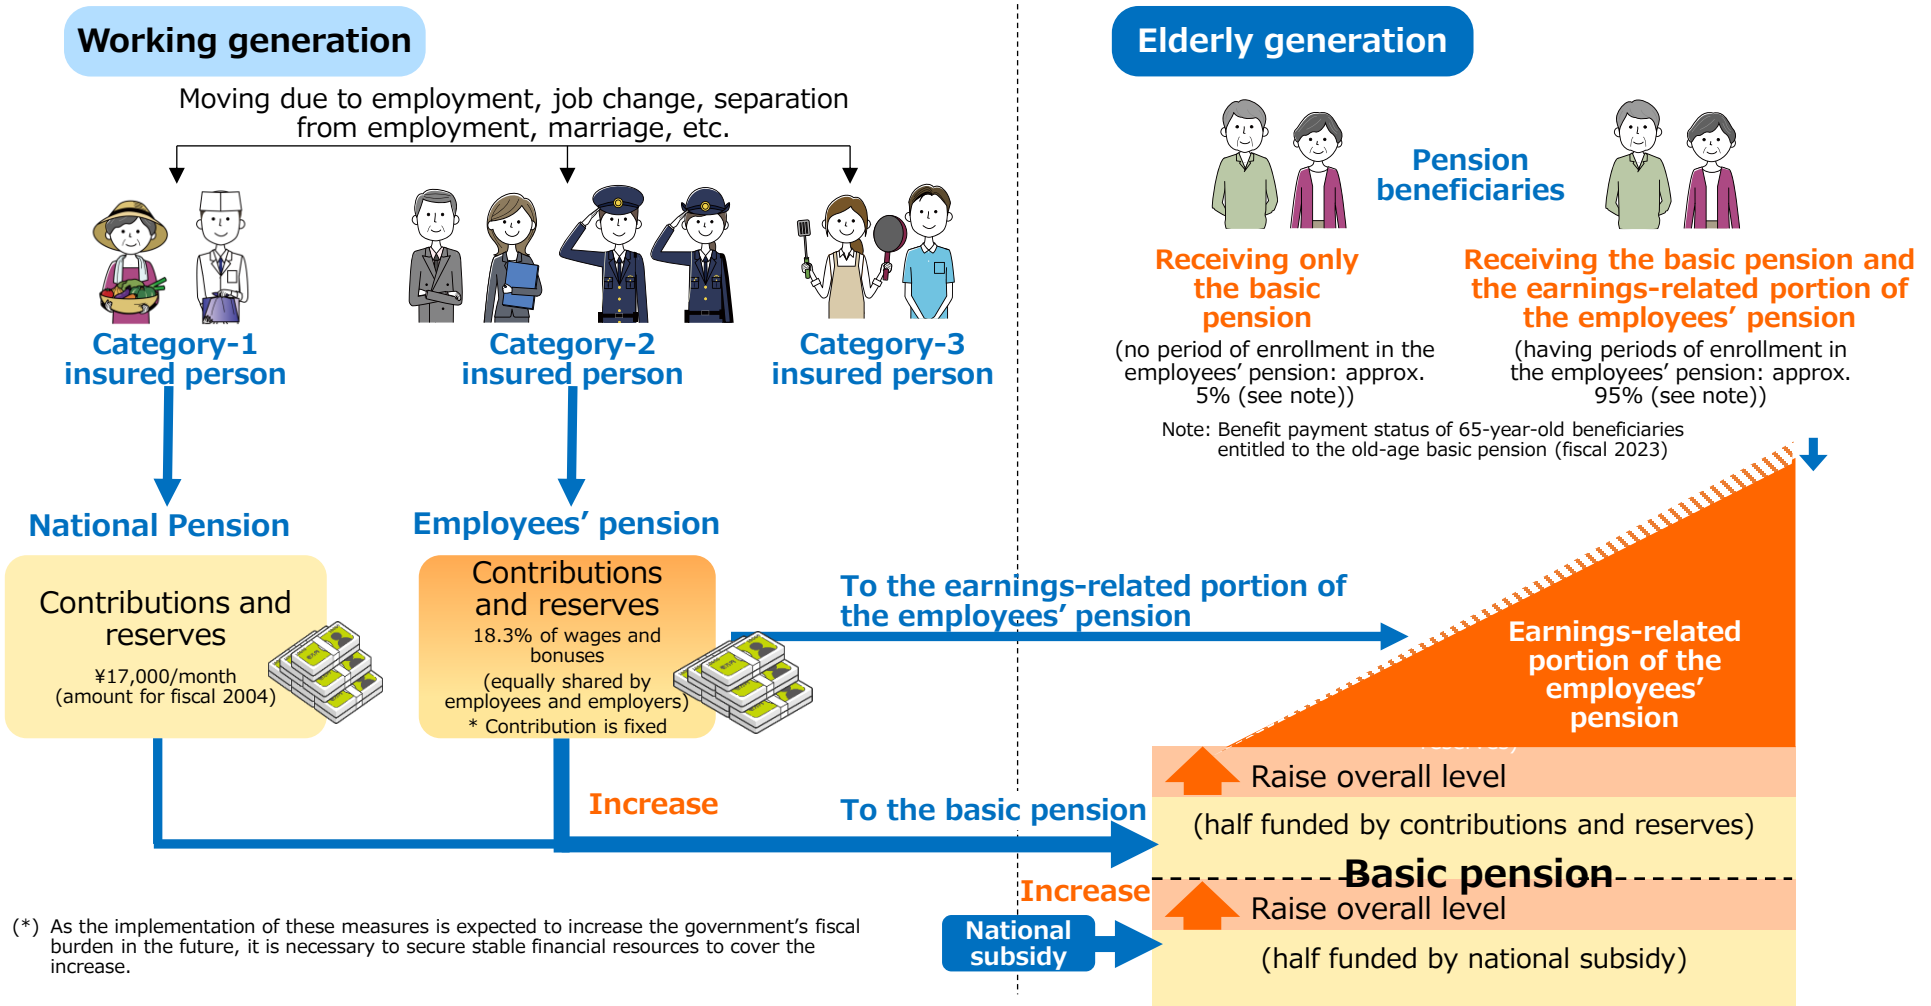 Working generation
Elderly generation
Moving due to employment, job change, separation
from employment, marriage, etc.
Pension
beneficiaries
Category-1
insured person
Category-2
insured person
Category-3
insured person
Receiving only
the basic
pension
(no period of enrollment in the
employees’ pension: approx.
5% (see note))
Receiving the basic pension and
the earnings-related portion of
the employees’ pension
(having periods of enrollment in
the employees’ pension: approx.
95% (see note))
Note: Benefit payment status of 65-year-old beneficiaries
entitled to the old-age basic pension (fiscal 2023)
National Pension
Contributions and
reserves
¥17,000/month
(amount for fiscal 2004)
Employees’ pension
Contributions
and reserves
18.3% of wages and
bonuses
(equally shared by
employees and employers)
* Contribution is fixed
To the earnings-related portion of
the employees’ pension
Earnings-related
portion of the
employees’
pension
reserves)
Raise overall level
Increase
To the basic pension
(half funded by contributions and reserves)
Basic pension
Increase
Raise overall level
National
subsidy
(half funded by national subsidy)
(*) As the implementation of these measures is expected to increase the government’s fiscal
burden in the future, it is necessary to secure stable financial resources to cover the
increase.